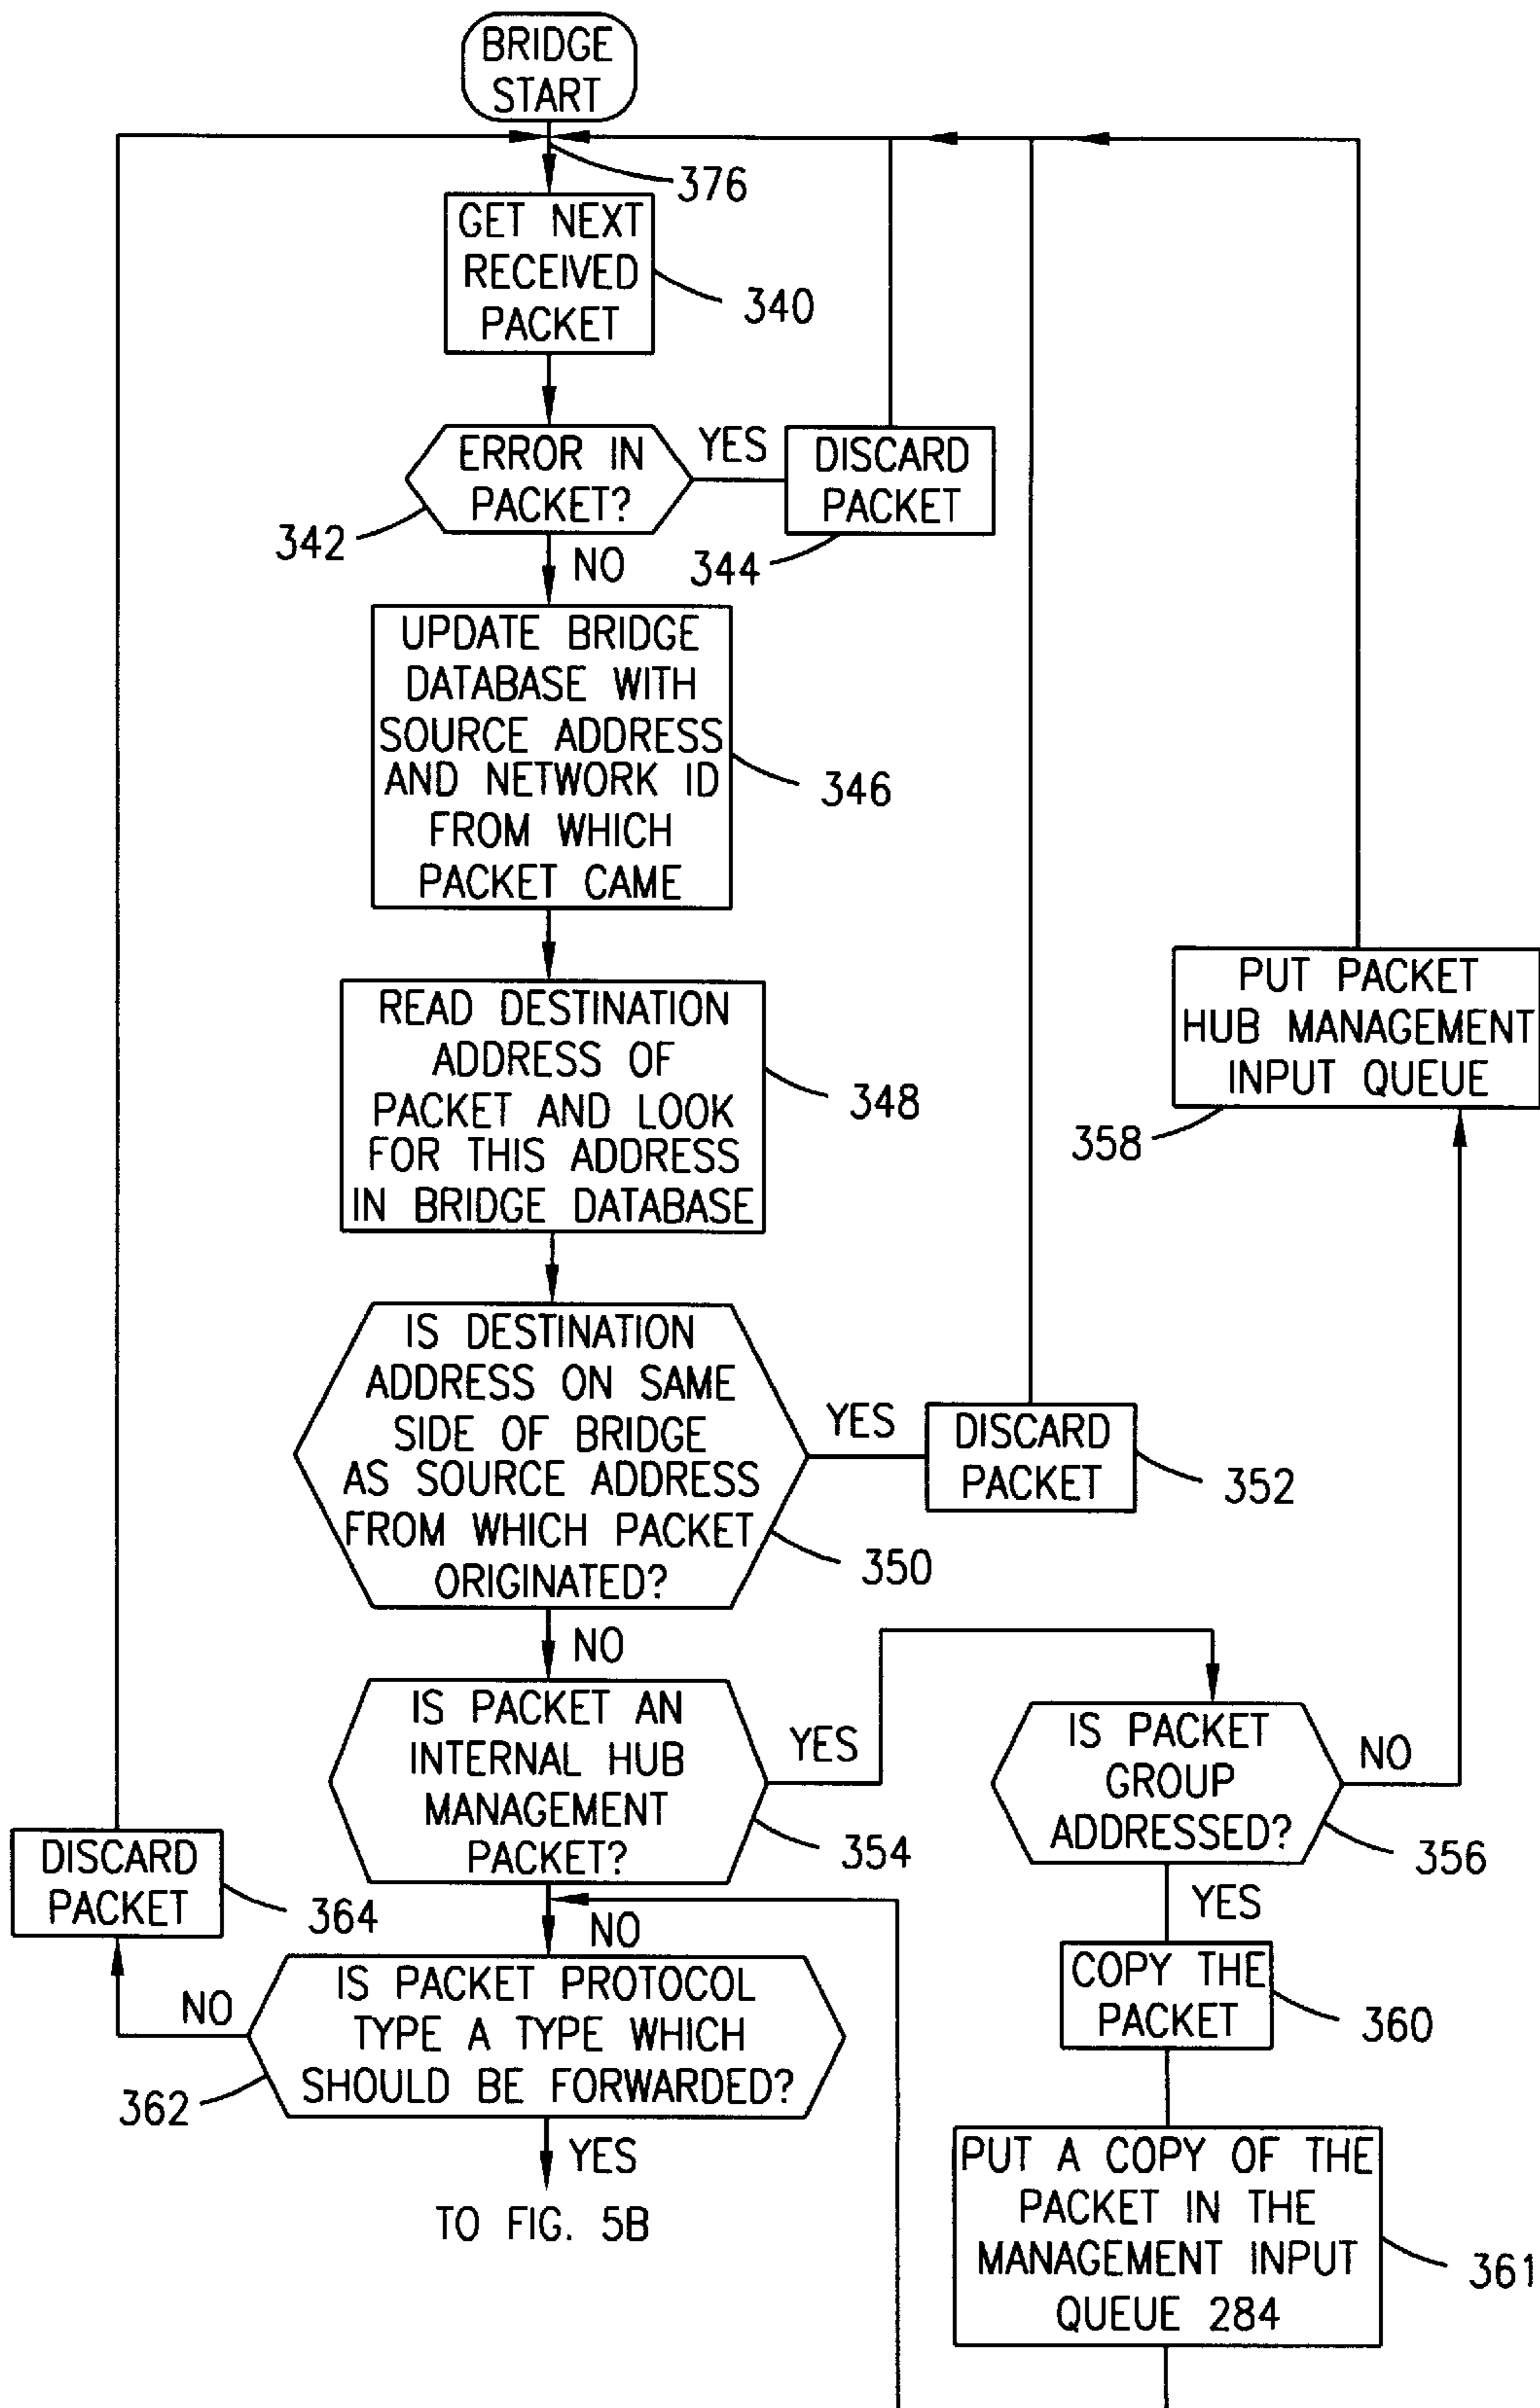 BRIDGE
START
376
GET NEXT
RECEIVED
PACKET
340
ERROR IN
PACKET?
342
YES
DISCARD
PACKET
344
NO
UPDATE BRIDGE
DATABASE WITH
SOURCE ADDRESS
AND NETWORK ID
FROM WHICH
PACKET CAME
346
READ DESTINATION
ADDRESS OF
PACKET AND LOOK
FOR THIS ADDRESS
IN BRIDGE DATABASE
348
PUT PACKET
HUB MANAGEMENT
INPUT QUEUE
358
IS DESTINATION
ADDRESS ON SAME
SIDE OF BRIDGE
AS SOURCE ADDRESS
FROM WHICH PACKET
ORIGINATED?
350
YES
DISCARD
PACKET
352
NO
IS PACKET AN
INTERNAL HUB
MANAGEMENT
PACKET?
354
YES
IS PACKET
GROUP
ADDRESSED?
356
NO
YES
DISCARD
PACKET
364
NO
NO
IS PACKET PROTOCOL
TYPE A TYPE WHICH
SHOULD BE FORWARDED?
362
COPY THE
PACKET
360
YES
TO FIG. 5B
PUT A COPY OF THE
PACKET IN THE
MANAGEMENT INPUT
QUEUE 284
361